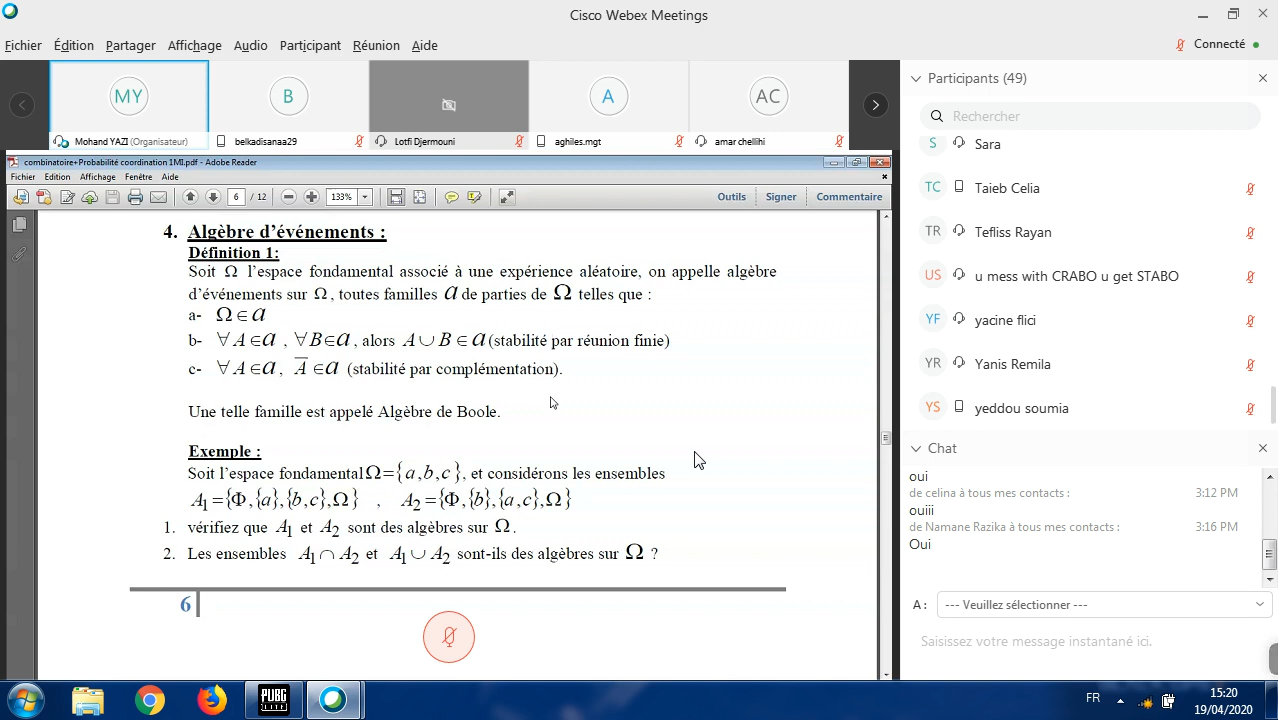 Cisco Webex Meetings
Fichier Édition Partager Affichage Audio Participant Réunion Aide
Connecté
MY
B
A
AC
Mohand YAZI (Organisateur)
belkadisanaa29
Lotfi Djermouni
aghiles.mgt
amar chellihi
combinatoire+Probabilité coordination 1MI.pdf - Adobe Reader
Fichier Edition Affichage Fenêtre Aide
6 / 12
133%
Outils Signer Commentaire
4. Algèbre d'événements :
Définition 1:
Soit Ω l'espace fondamental associé à une expérience aléatoire, on appelle algèbre
d'événements sur Ω, toutes familles a de parties de Ω telles que :
a- Ω∈a
b- ∀A∈a , ∀B∈a, alors A∪B∈a (stabilité par réunion finie)
c- ∀A∈a, A̅∈a (stabilité par complémentation).
Une telle famille est appelé Algèbre de Boole.
Exemple :
Soit l'espace fondamental Ω={a,b,c}, et considérons les ensembles
A₁={Φ,{a},{b,c},Ω} , A₂={Φ,{b},{a,c},Ω}
1. vérifiez que A₁ et A₂ sont des algèbres sur Ω.
2. Les ensembles A₁∩A₂ et A₁∪A₂ sont-ils des algèbres sur Ω ?
6
Participants (49)
Rechercher
S Sara
TC Taieb Celia
TR Tefliss Rayan
US u mess with CRABO u get STABO
YF yacine flici
YR Yanis Remila
YS yeddou soumia
Chat
oui
de celina à tous mes contacts : 3:12 PM
ouiii
de Namane Razika à tous mes contacts : 3:16 PM
Oui
A : --- Veuillez sélectionner ---
Saisissez votre message instantané ici.
PUBG
LITE
FR
15:20
19/04/2020